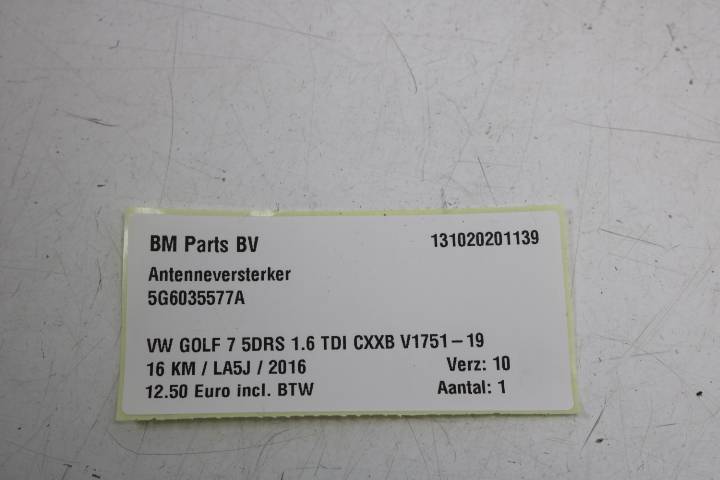 BM Parts BV 131020201139
Antenneversterker
5G6035577A
VW GOLF 7 5DRS 1.6 TDI CXXB V1751-19
16 KM / LA5J / 2016 Verz: 10
12.50 Euro incl. BTW Aantal: 1